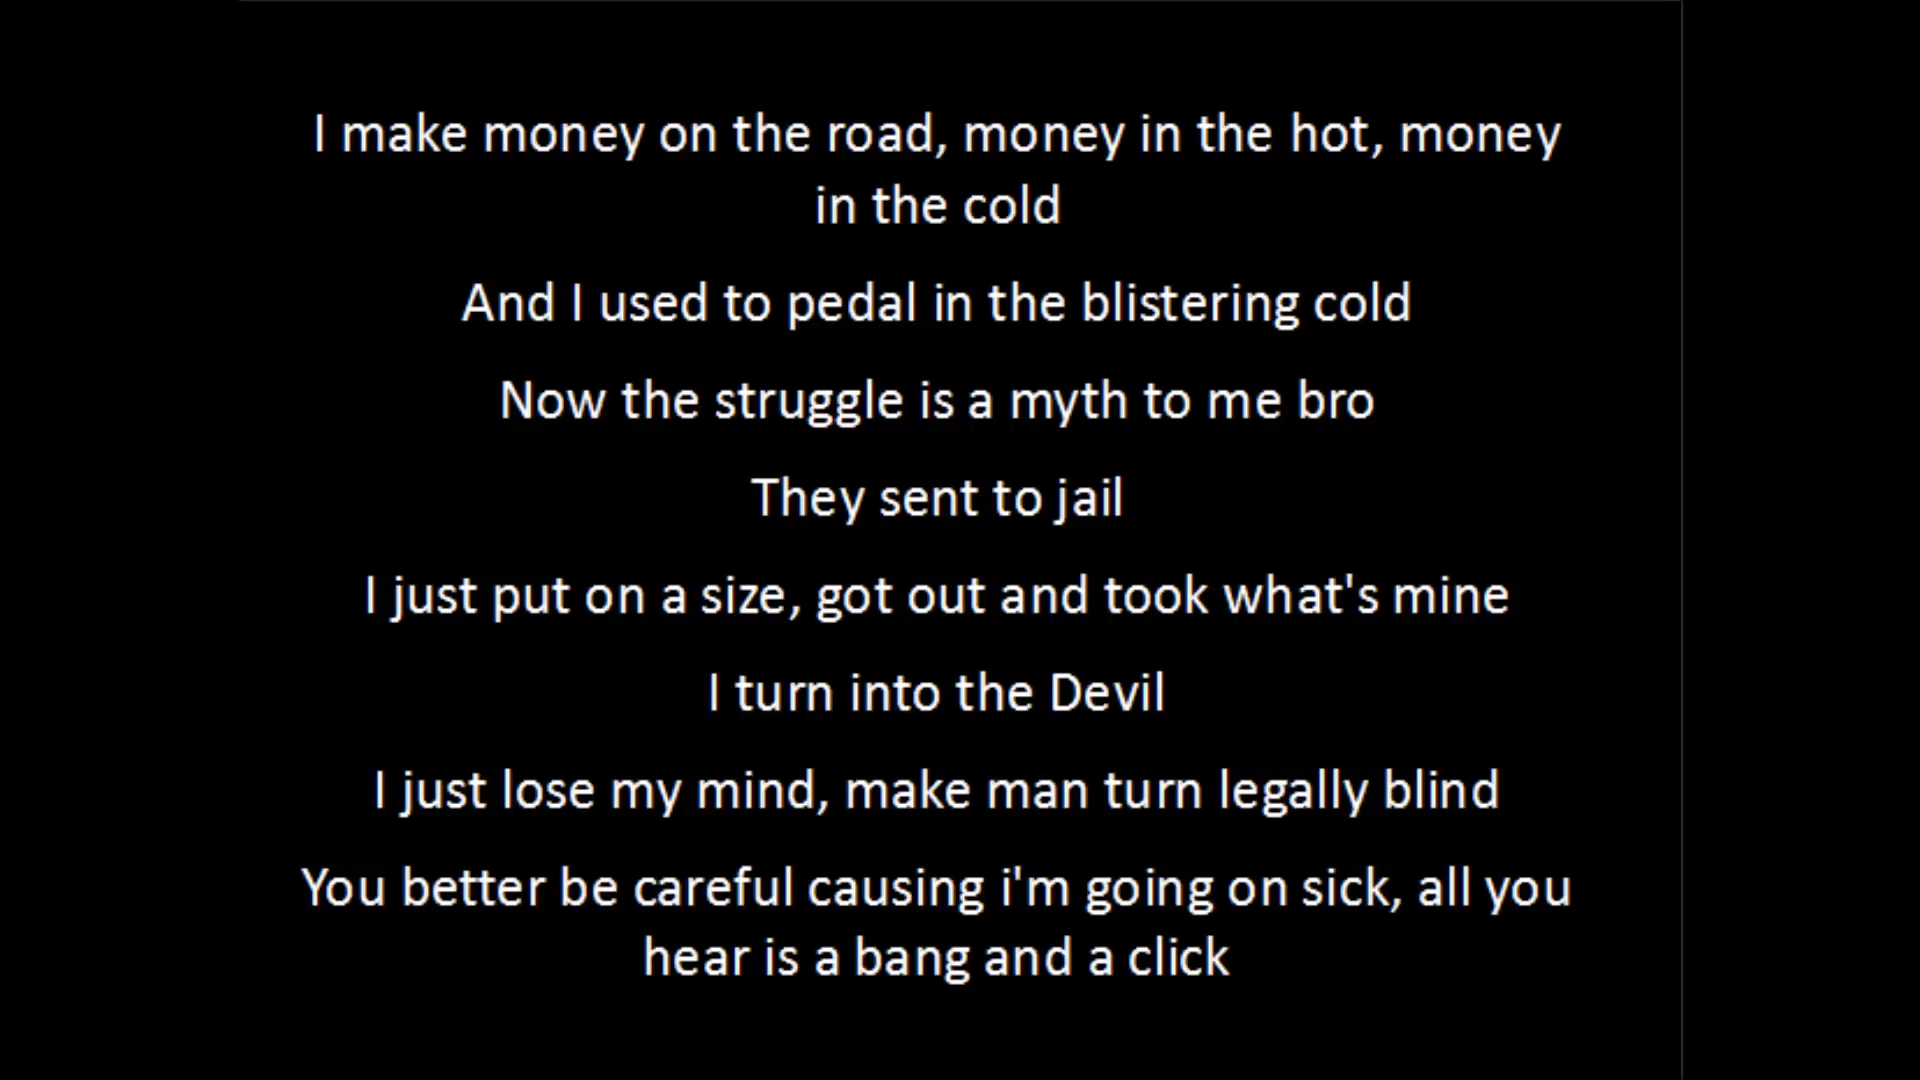 I make money on the road, money in the hot, money
in the cold
And I used to pedal in the blistering cold
Now the struggle is a myth to me bro
They sent to jail
I just put on a size, got out and took what's mine
I turn into the Devil
I just lose my mind, make man turn legally blind
You better be careful causing i'm going on sick, all you
hear is a bang and a click